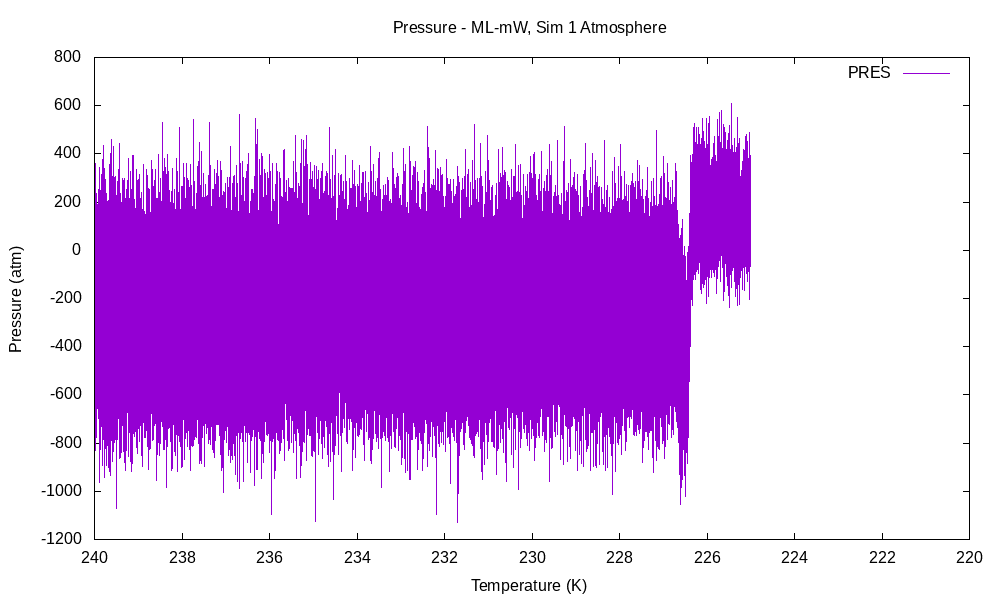 Pressure - ML-mW, Sim 1 Atmosphere
PRES
800
600
400
200
0
-200
-400
-600
-800
-1000
-1200
Pressure (atm)
240 238 236 234 232 230 228 226 224 222 220
Temperature (K)